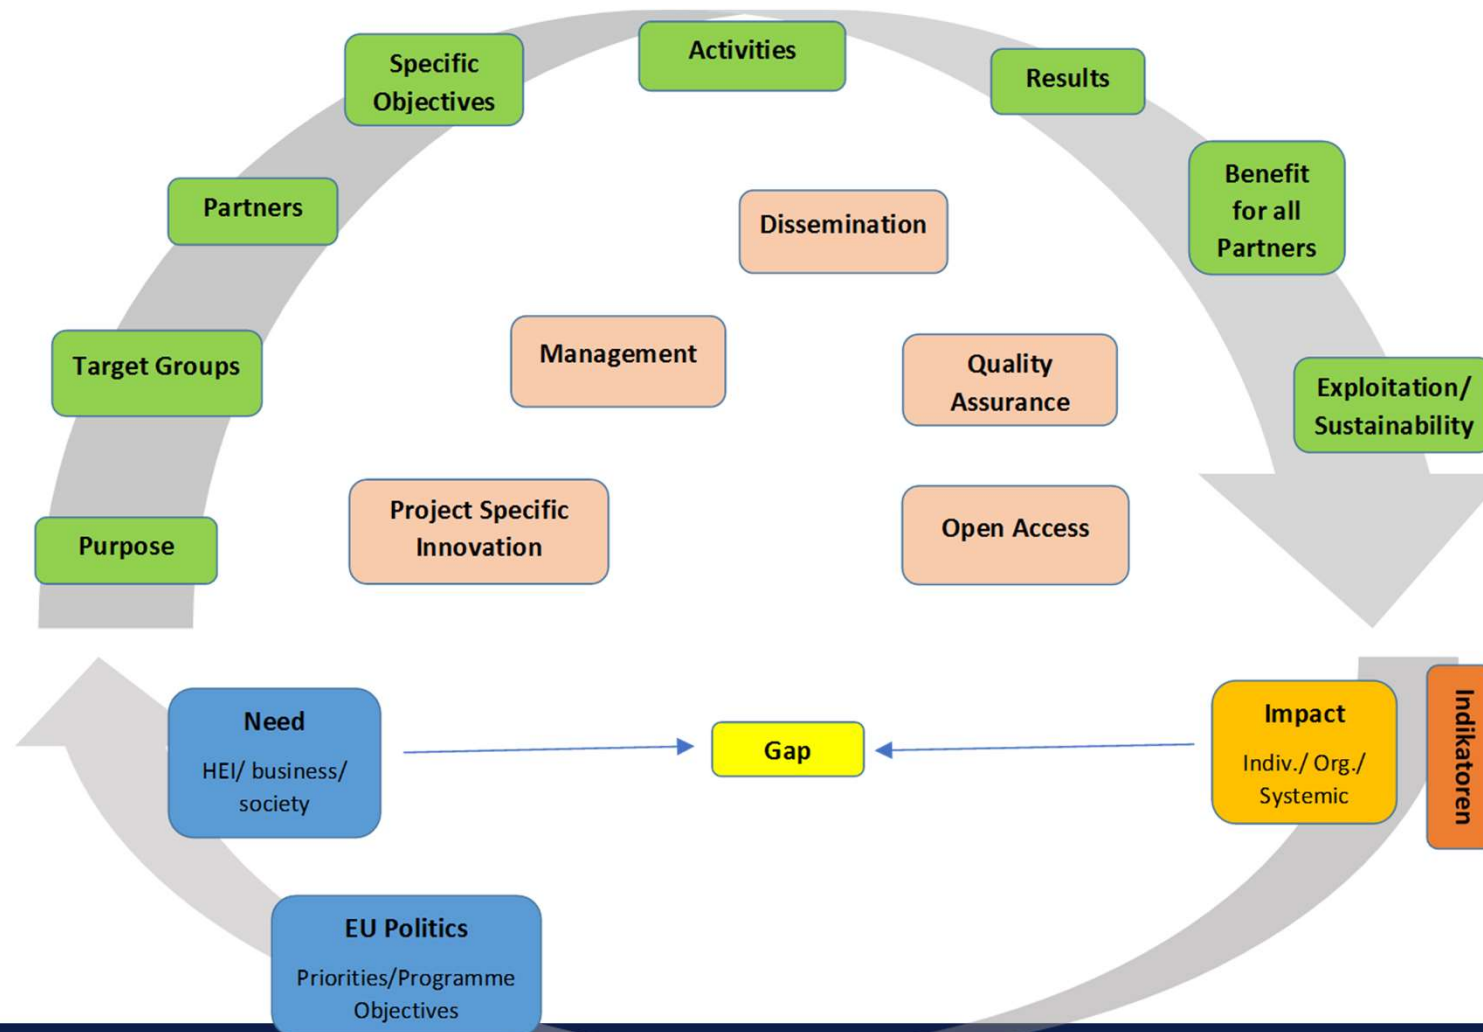 Activities
Specific
Objectives
Results
Benefit
for all
Partners
Partners
Dissemination
Management
Quality
Assurance
Target Groups
Exploitation/
Sustainability
Project Specific
Innovation
Open Access
Purpose
Need
HEI/ business/
society
Gap
Impact
Indiv./ Org./
Systemic
Indikatoren
EU Politics
Priorities/Programme
Objectives